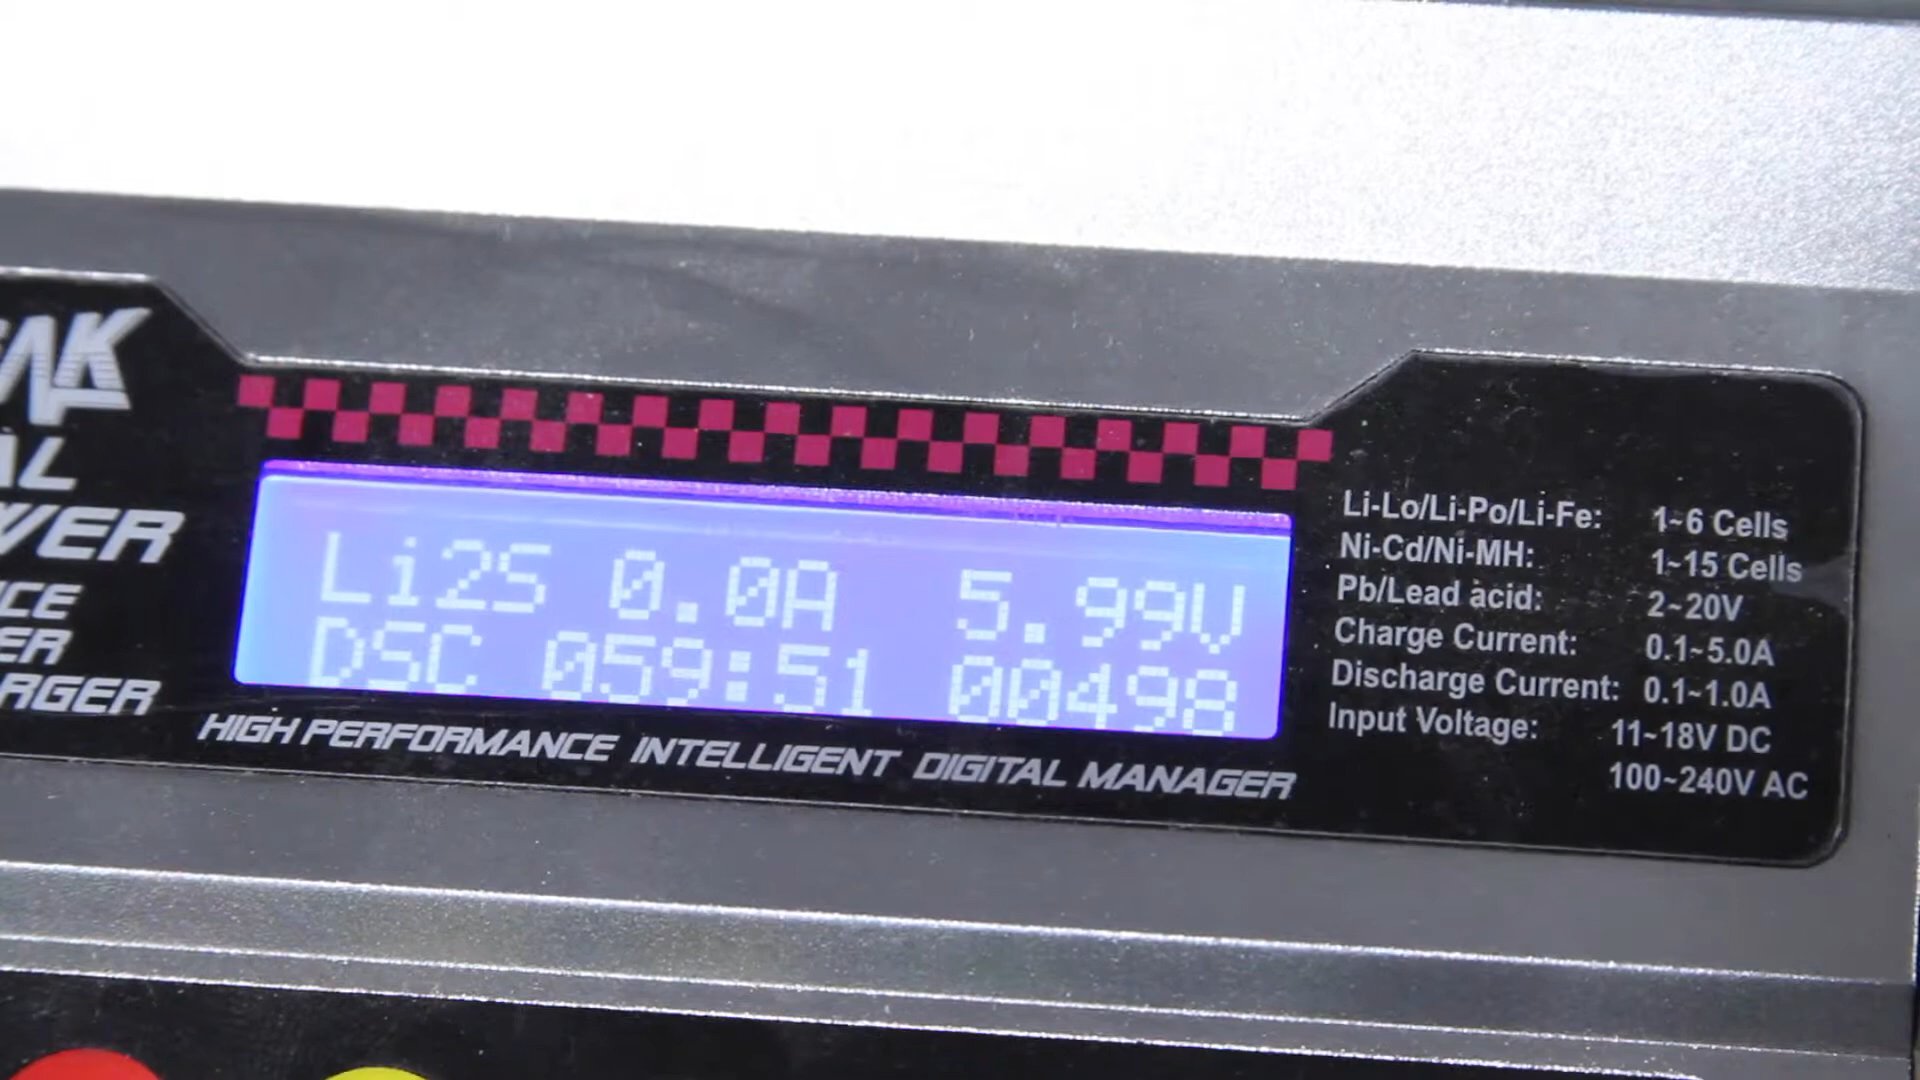 Li2S 0.0A 5.99V
DSC 059:51 00498
HIGH PERFORMANCE INTELLIGENT DIGITAL MANAGER
Li-Lo/Li-Po/Li-Fe: 1~6 Cells
Ni-Cd/Ni-MH: 1~15 Cells
Pb/Lead acid: 2~20V
Charge Current: 0.1~5.0A
Discharge Current: 0.1~1.0A
Input Voltage: 11~18V DC
100~240V AC